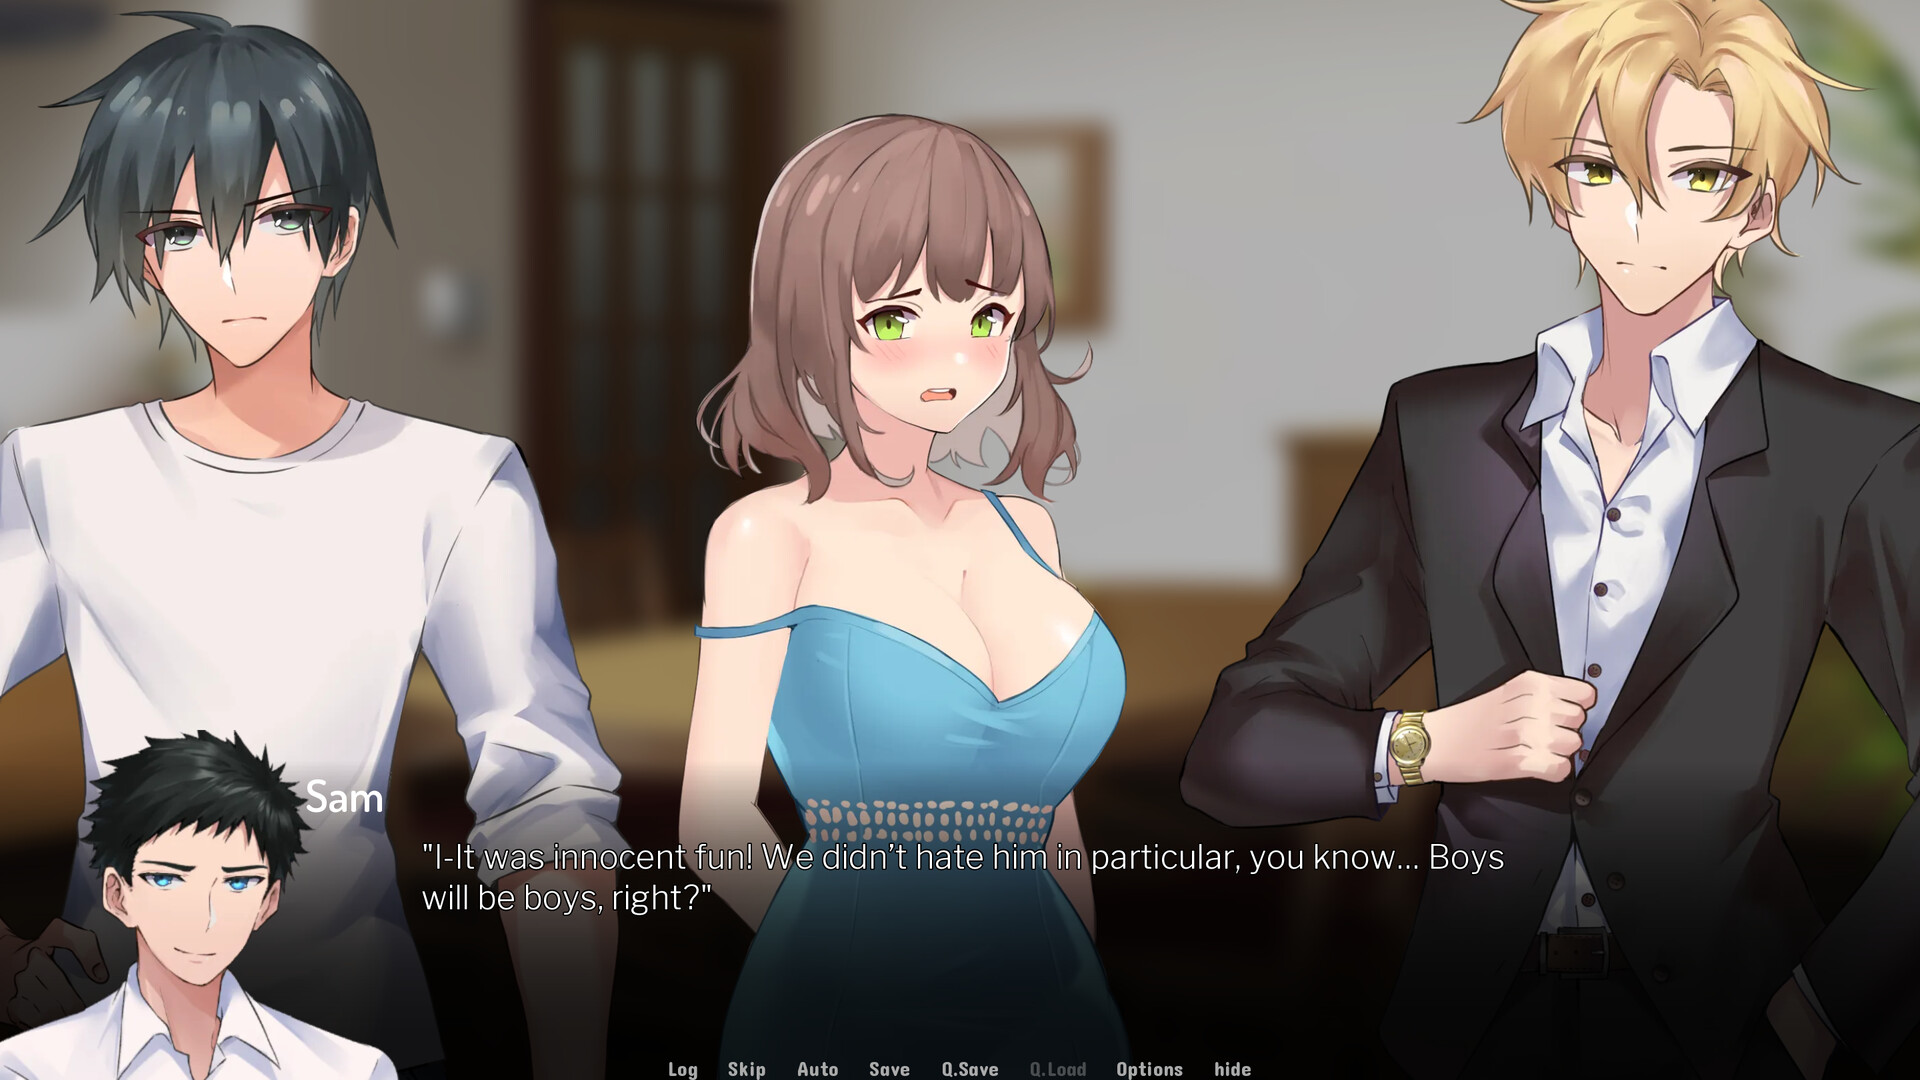 Sam
"I-It was innocent fun! We didn’t hate him in particular, you know... Boys
will be boys, right?"
Log Skip Auto Save Q.Save Q.Load Options hide